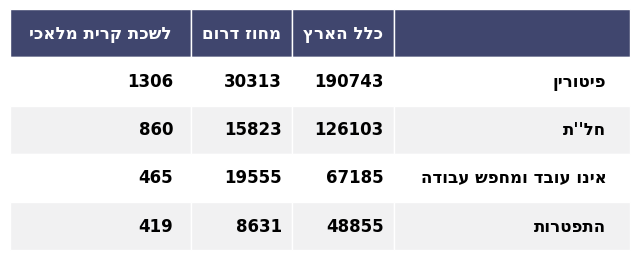 כלל הארץ מחוז דרום לשכת קרית מלאכי
פיטורין 190743 30313 1306
חל''ת 126103 15823 860
אינו עובד ומחפש עבודה 67185 19555 465
התפטרות 48855 8631 419